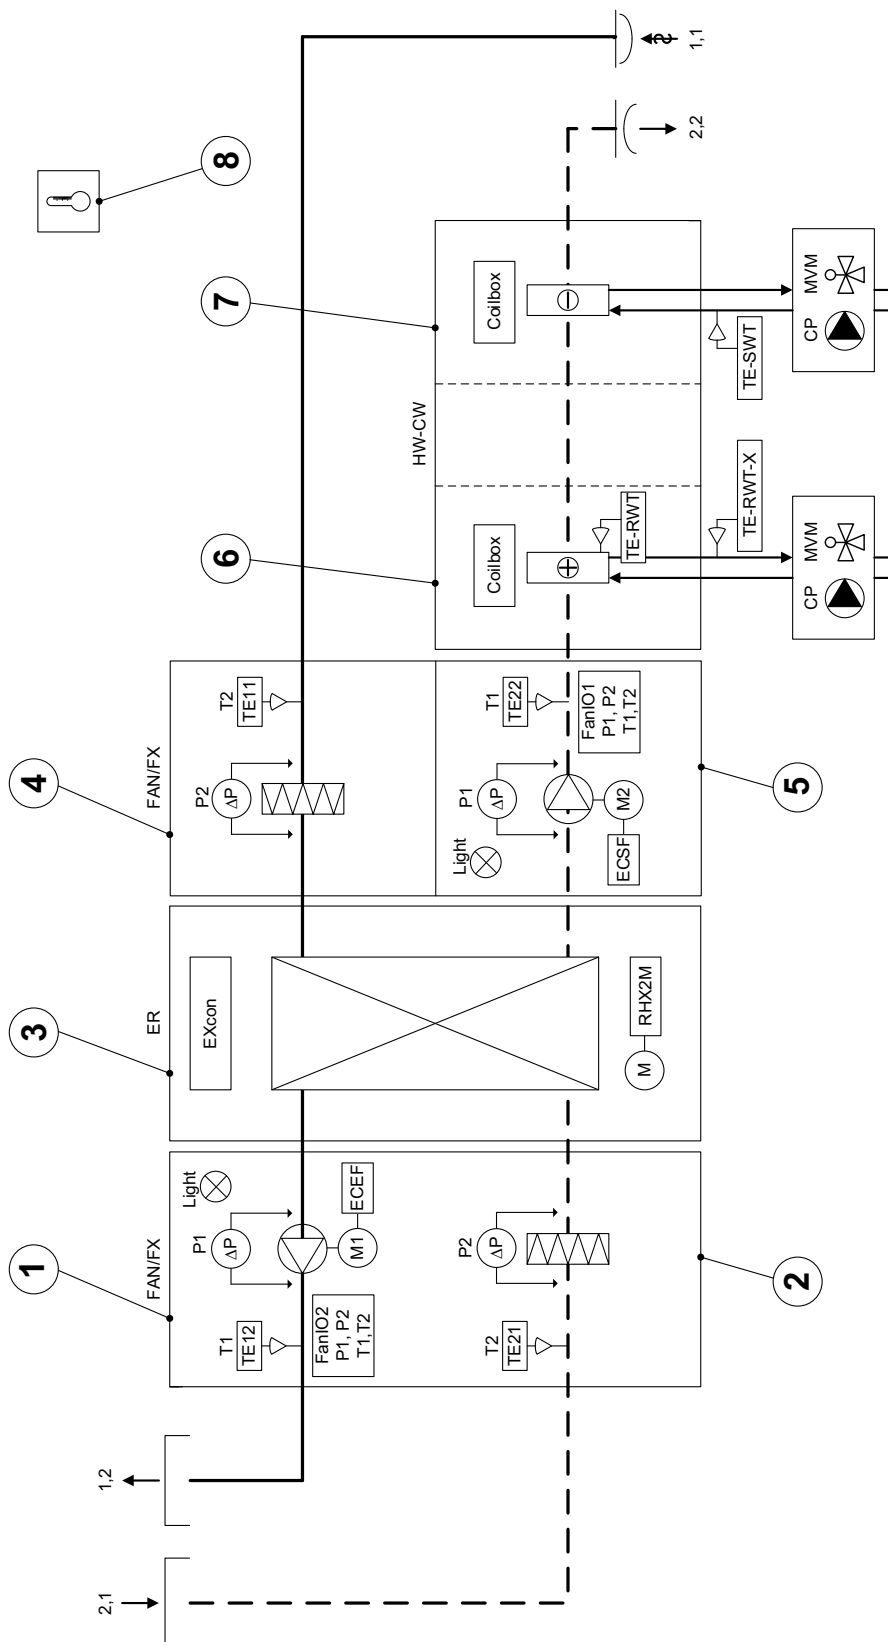 2,1
1,2
1
FAN/FX
Light
P1
ΔP
T1
TE12
M1
ECEF
FanIO2
P1, P2
T1,T2
P2
ΔP
T2
TE21
2
3
ER
EXcon
M
RHX2M
4
FAN/FX
P2
ΔP
T2
TE11
Light
P1
ΔP
T1
TE22
FanIO1
P1, P2
T1,T2
M2
ECSF
5
6
7
8
HW-CW
Coilbox
Coilbox
TE-RWT
TE-RWT-X
TE-SWT
CP
MVM
CP
MVM
2,2
1,1